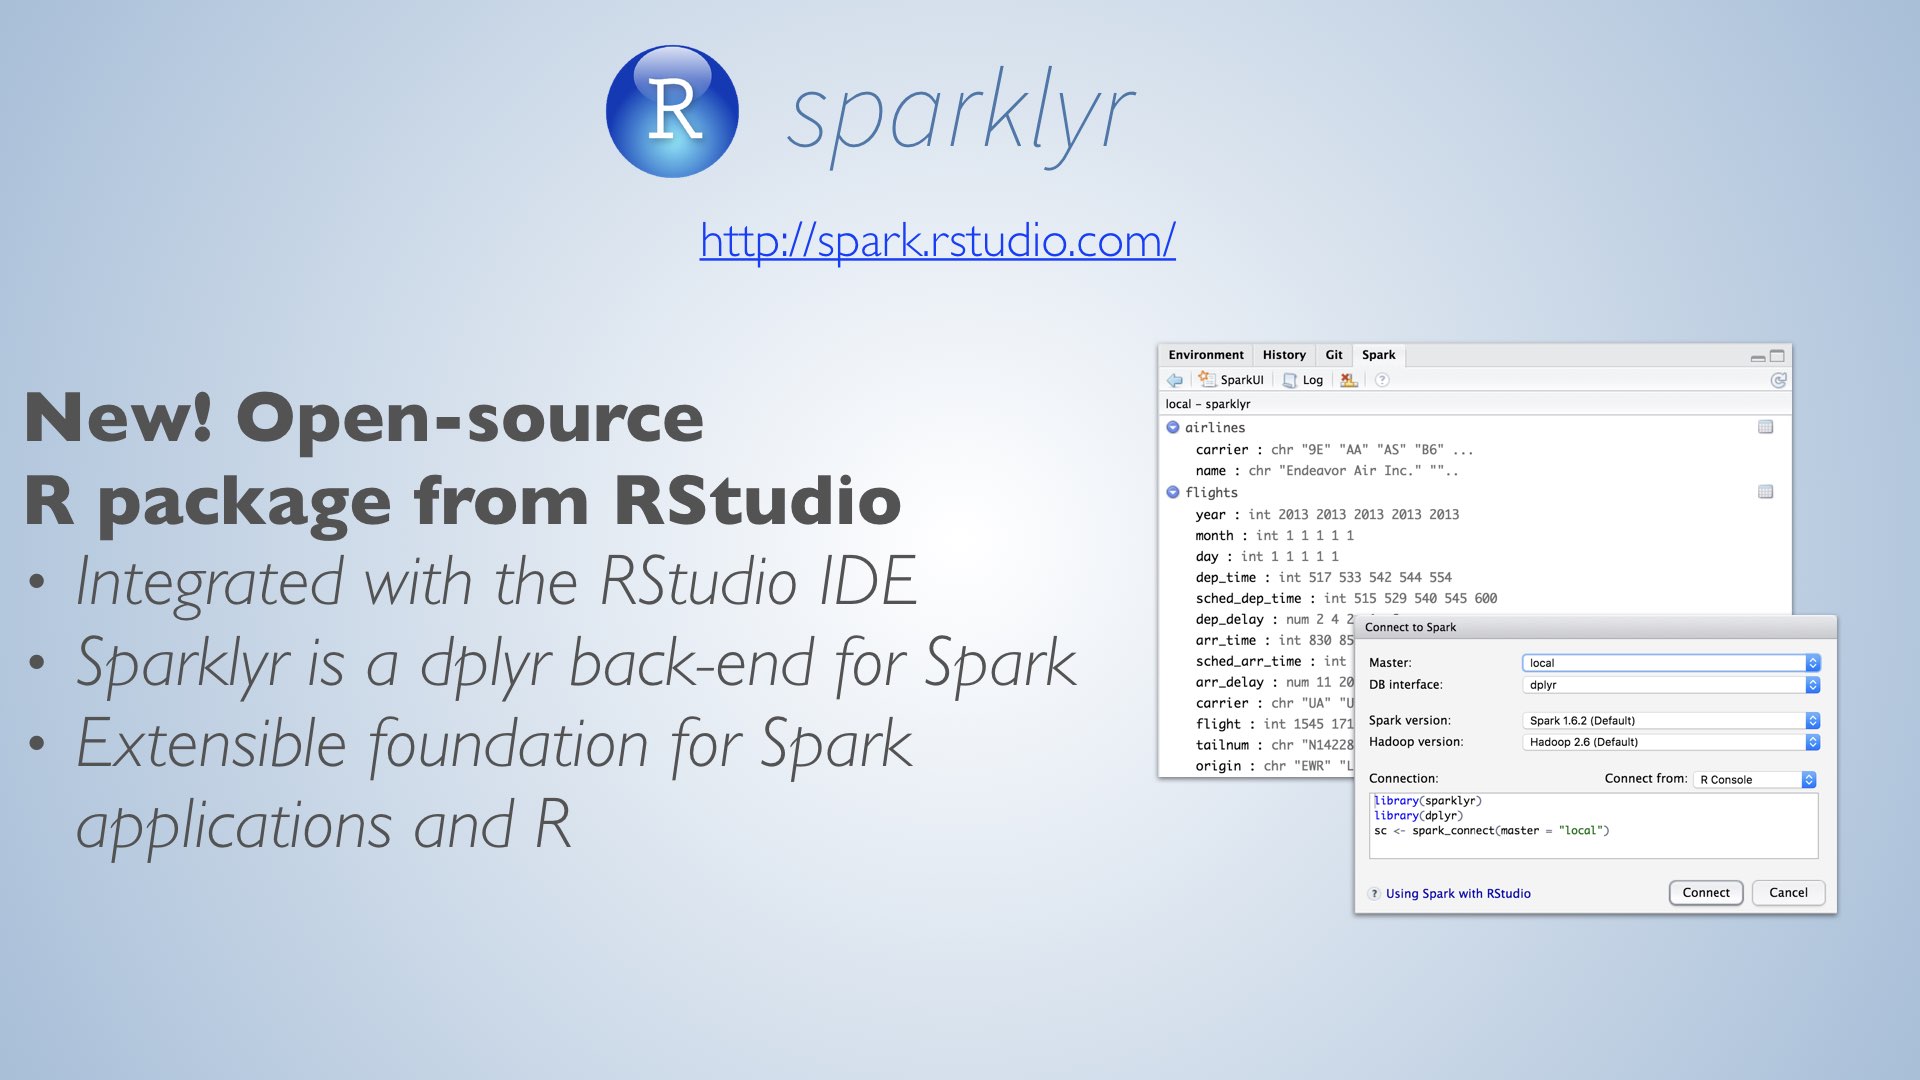 R sparklyr
http://spark.rstudio.com/
New! Open-source
R package from RStudio
• Integrated with the RStudio IDE
• Sparklyr is a dplyr back-end for Spark
• Extensible foundation for Spark
applications and R
Environment History Git Spark
SparkUI Log ?
local - sparklyr
airlines
carrier : chr "9E" "AA" "AS" "B6" ...
name : chr "Endeavor Air Inc." ""..
flights
year : int 2013 2013 2013 2013 2013
month : int 1 1 1 1 1
day : int 1 1 1 1 1
dep_time : int 517 533 542 544 554
sched_dep_time : int 515 529 540 545 600
dep_delay : num 2 4 2
arr_time : int 830 85
sched_arr_time : int
arr_delay : num 11 20
carrier : chr "UA" "U
flight : int 1545 171
tailnum : chr "N14228
origin : chr "EWR" "L
Connect to Spark
Master: local
DB interface: dplyr
Spark version: Spark 1.6.2 (Default)
Hadoop version: Hadoop 2.6 (Default)
Connection: Connect from: R Console
library(sparklyr)
library(dplyr)
sc <- spark_connect(master = "local")
? Using Spark with RStudio Connect Cancel